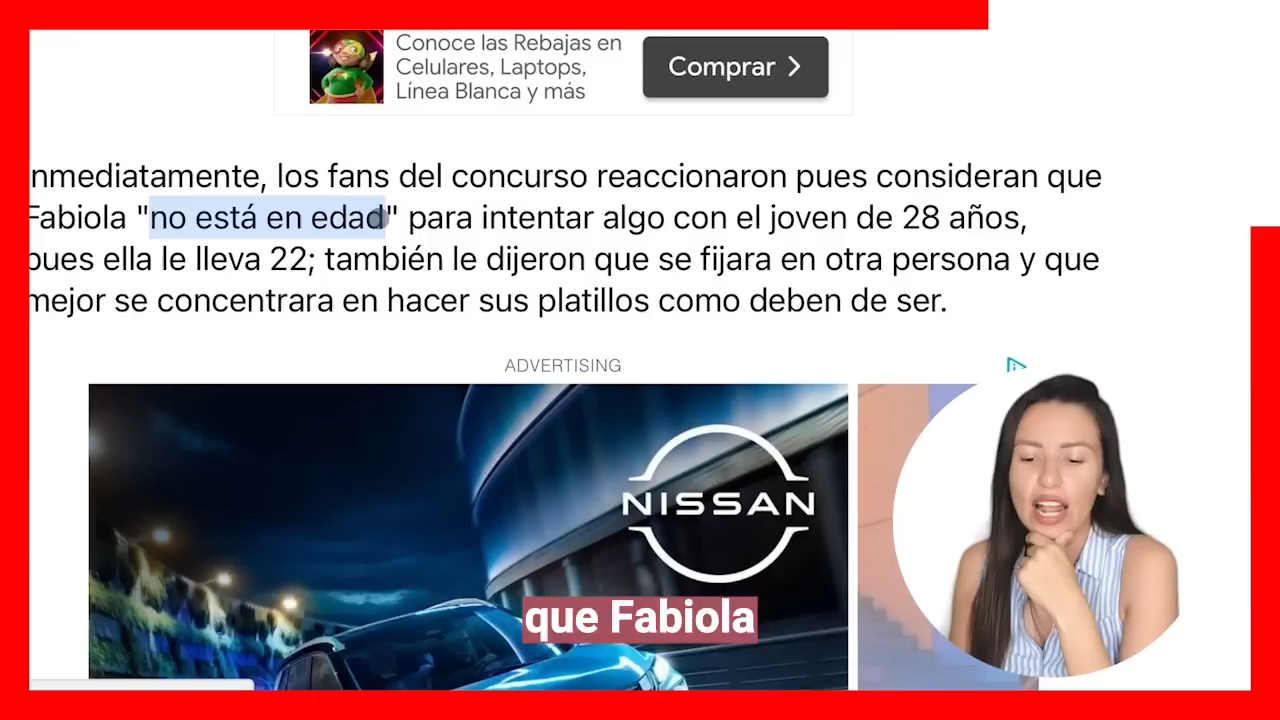 Conoce las Rebajas en
Celulares, Laptops,
Línea Blanca y más
Comprar
nmediatamente, los fans del concurso reaccionaron pues consideran que
Fabiola "no está en edad" para intentar algo con el joven de 28 años,
pues ella le lleva 22; también le dijeron que se fijara en otra persona y que
mejor se concentrara en hacer sus platillos como deben de ser.
ADVERTISING
NISSAN
que Fabiola